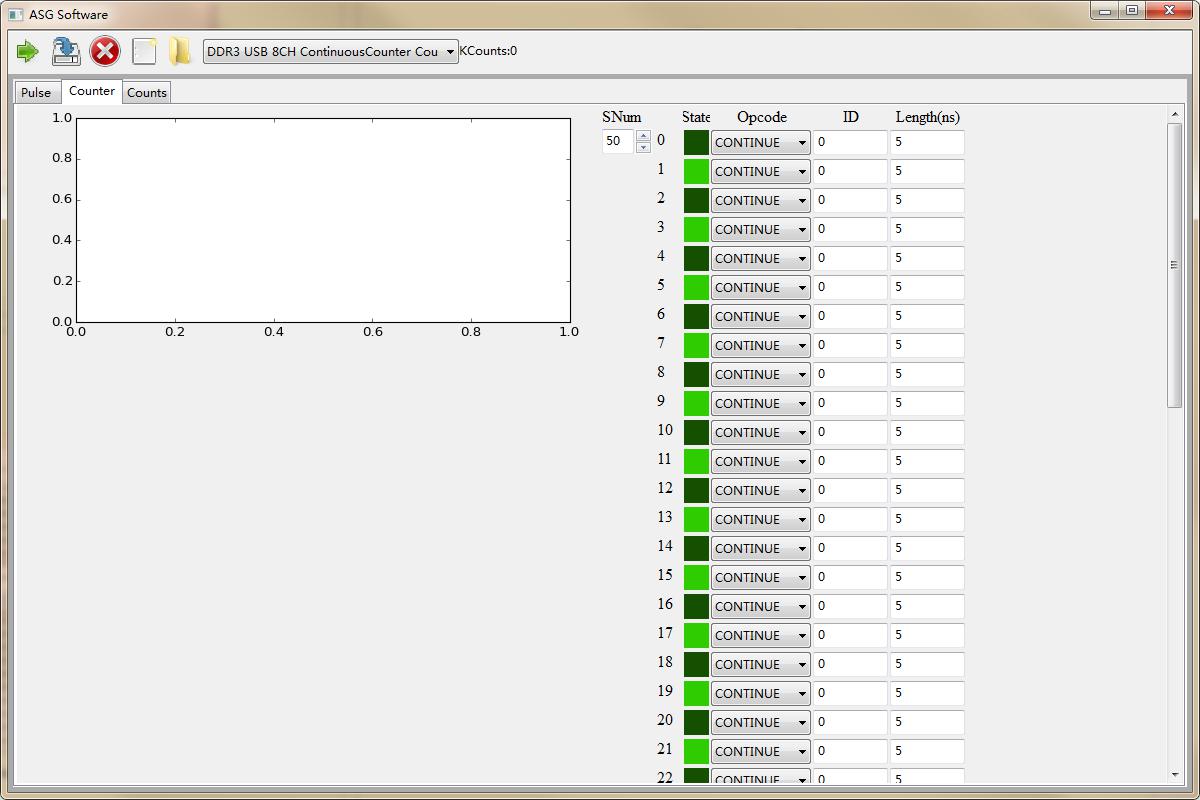 ASG Software
DDR3 USB 8CH ContinuousCounter Cou KCounts:0
Pulse Counter Counts
SNum State Opcode ID Length(ns)
1.0
0.8
0.6
0.4
0.2
0.0
0.0 0.2 0.4 0.6 0.8 1.0
50 0 CONTINUE 0 5
1 CONTINUE 0 5
2 CONTINUE 0 5
3 CONTINUE 0 5
4 CONTINUE 0 5
5 CONTINUE 0 5
6 CONTINUE 0 5
7 CONTINUE 0 5
8 CONTINUE 0 5
9 CONTINUE 0 5
10 CONTINUE 0 5
11 CONTINUE 0 5
12 CONTINUE 0 5
13 CONTINUE 0 5
14 CONTINUE 0 5
15 CONTINUE 0 5
16 CONTINUE 0 5
17 CONTINUE 0 5
18 CONTINUE 0 5
19 CONTINUE 0 5
20 CONTINUE 0 5
21 CONTINUE 0 5
22 CONTINUE 0 5